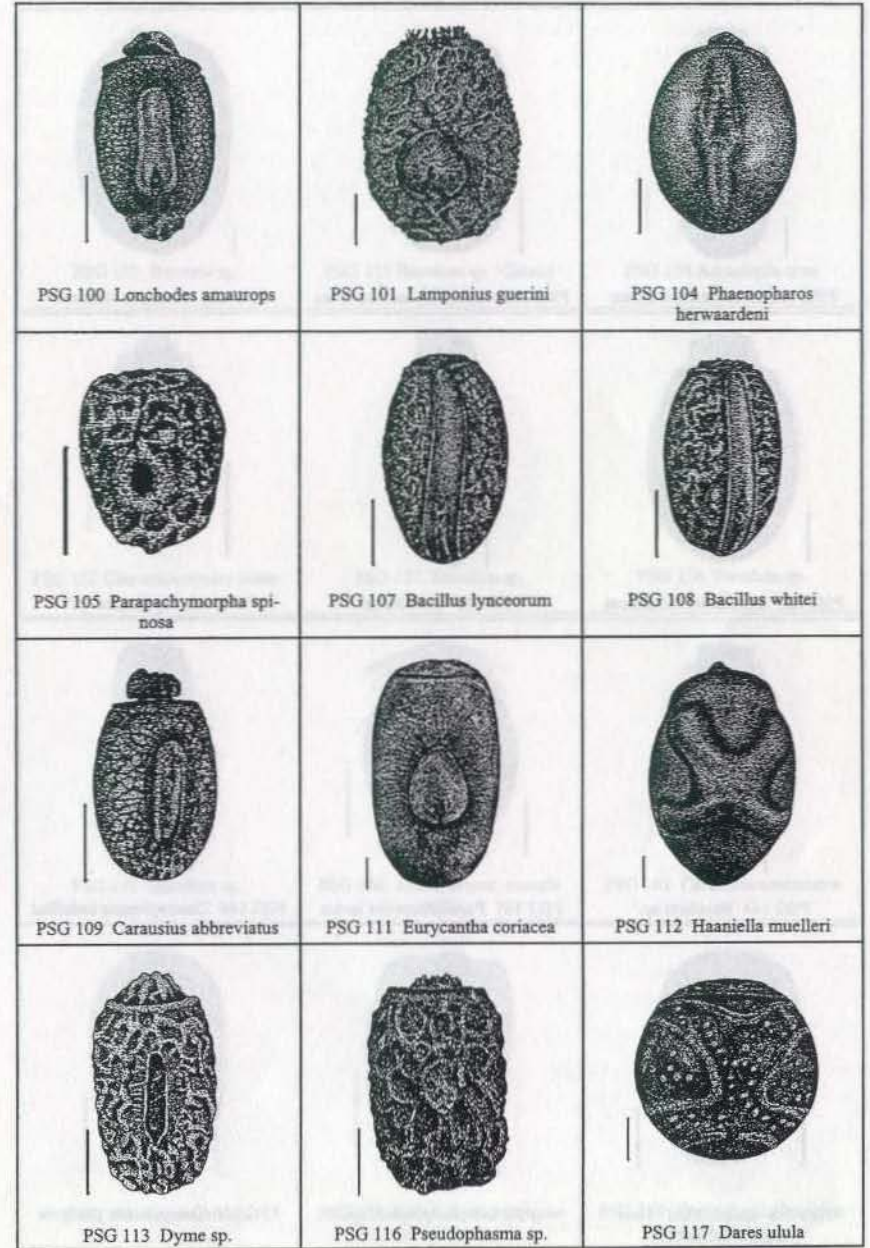 PSG 100 Lonchodes amaurops
PSG 101 Lamponius guerini
PSG 104 Phaenopharos
herwaardeni
PSG 105 Parapachymorpha spi-
nosa
PSG 107 Bacillus lynceorum
PSG 108 Bacillus whitei
PSG 109 Carausius abbreviatus
PSG 111 Eurycantha coriacea
PSG 112 Haaniella muelleri
PSG 113 Dyme sp.
PSG 116 Pseudophasma sp.
PSG 117 Dares ulula